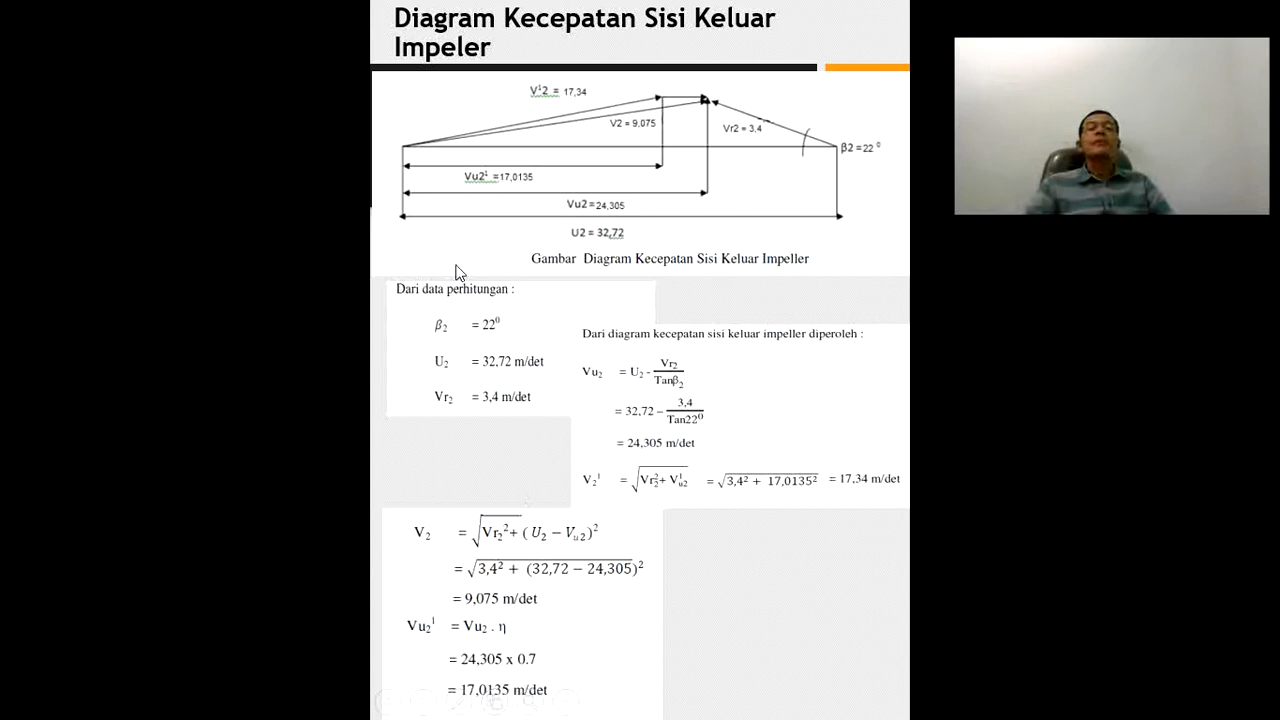 Diagram Kecepatan Sisi Keluar
Impeler
V¹2 = 17,34
V2 = 9,075
Vr2 = 3,4
β2 =22 ⁰
Vu2¹ =17,0135
Vu2=24,305
U2 = 32,72
Gambar Diagram Kecepatan Sisi Keluar Impeller
Dari data perhitungan :
β₂ = 22⁰
U₂ = 32,72 m/det
Vr₂ = 3,4 m/det
Dari diagram kecepatan sisi keluar impeller diperoleh :
Vu₂ = U₂ - Vr₂/Tanβ₂
= 32,72 – 3,4/Tan22⁰
= 24,305 m/det
V₂¹ = √Vr₂²+ V¹ᵤ₂ = √3,4² + 17,0135² = 17,34 m/det
V₂ = √Vr₂²+ ( U₂ − Vᵤ₂)²
= √3,4² + (32,72 − 24,305)²
= 9,075 m/det
Vu₂¹ = Vu₂ . η
= 24,305 x 0.7
= 17,0135 m/det